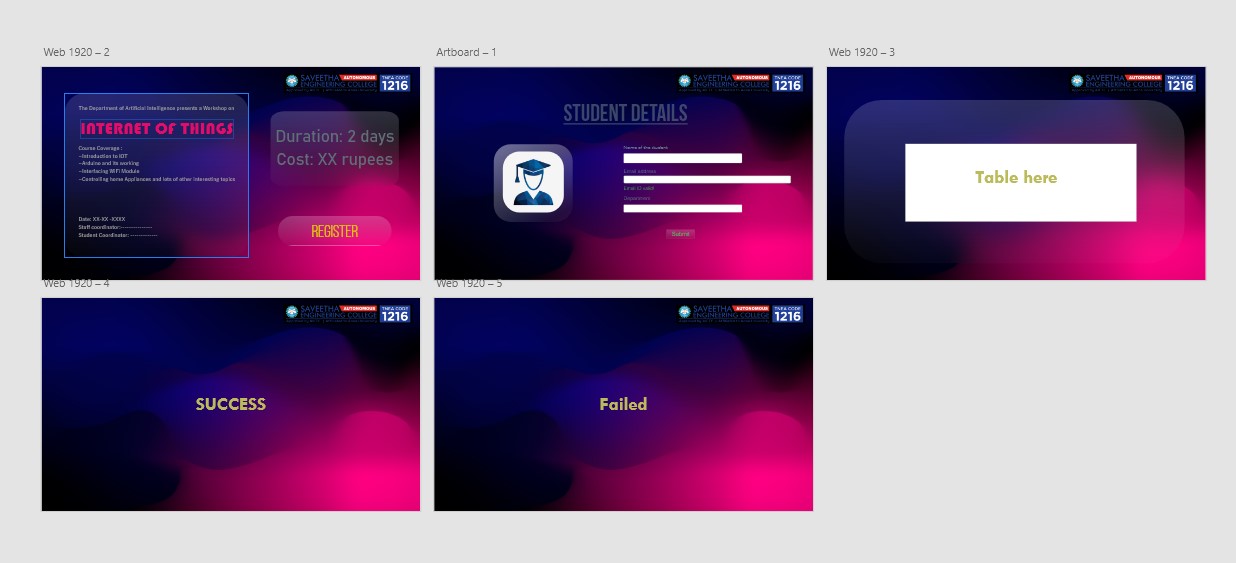 Web 1920 – 2
SAVEETHA AUTONOMOUS
ENGINEERING COLLEGE
TNEA CODE
1216
The Department of Artificial Intelligence presents a Workshop on
INTERNET OF THINGS
Course Coverage :
--Introduction to IOT
--Arduino and its working
--Interfacing WIFI Module
--Controlling home Appliances and lots of other interesting topics
Date: XX-XX -XXXX
Staff coordinator:---------------
Student Coordinator: -------------
Duration: 2 days
Cost: XX rupees
REGISTER
Artboard – 1
SAVEETHA AUTONOMOUS
ENGINEERING COLLEGE
TNEA CODE
1216
STUDENT DETAILS
Name of the student
Email address
Email ID valid!
Department
Submit
Web 1920 – 3
SAVEETHA AUTONOMOUS
ENGINEERING COLLEGE
TNEA CODE
1216
Table here
Web 1920 – 4
SAVEETHA AUTONOMOUS
ENGINEERING COLLEGE
TNEA CODE
1216
SUCCESS
Web 1920 – 5
SAVEETHA AUTONOMOUS
ENGINEERING COLLEGE
TNEA CODE
1216
Failed